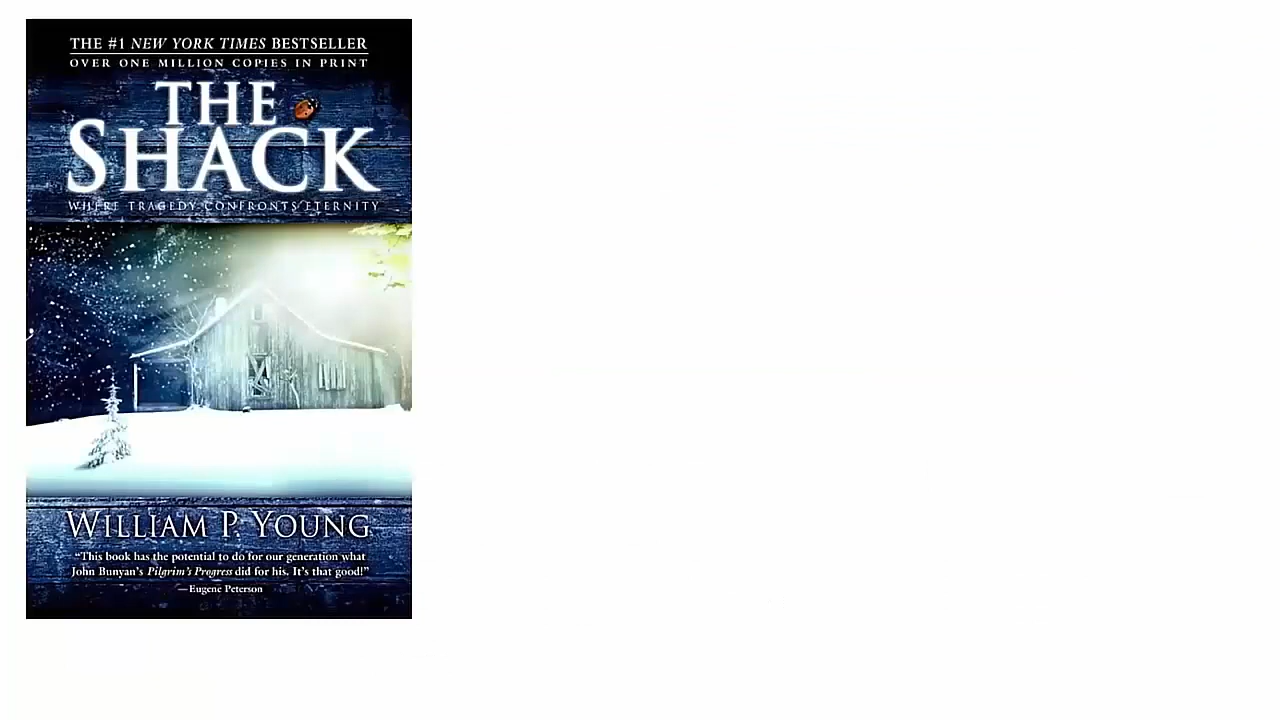 THE #1 NEW YORK TIMES BESTSELLER
OVER ONE MILLION COPIES IN PRINT
THE
SHACK
WHERE TRAGEDY CONFRONTS ETERNITY
WILLIAM P. YOUNG
“This book has the potential to do for our generation what
John Bunyan’s Pilgrim’s Progress did for his. It’s that good!”
—Eugene Peterson